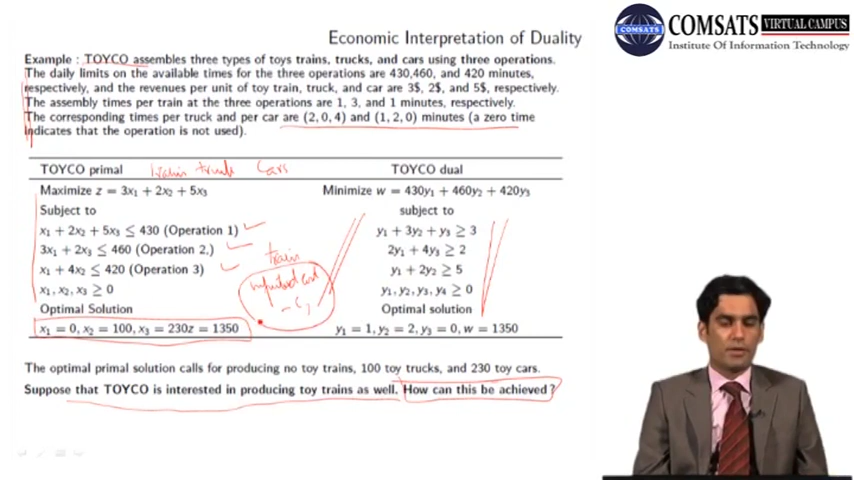 Economic Interpretation of Duality
COMSATS VIRTUAL CAMPUS
Institute Of Information Technology
Example : TOYCO assembles three types of toys trains, trucks, and cars using three operations.
The daily limits on the available times for the three operations are 430,460, and 420 minutes,
respectively, and the revenues per unit of toy train, truck, and car are 3$, 2$, and 5$, respectively.
The assembly times per train at the three operations are 1, 3, and 1 minutes, respectively.
The corresponding times per truck and per car are (2, 0, 4) and (1, 2, 0) minutes (a zero time
indicates that the operation is not used).
TOYCO primal train trucks Cars TOYCO dual
Maximize z = 3x₁ + 2x₂ + 5x₃ Minimize w = 430y₁ + 460y₂ + 420y₃
Subject to subject to
x₁ + 2x₂ + 5x₃ ≤ 430 (Operation 1) y₁ + 3y₂ + y₃ ≥ 3
3x₁ + 2x₃ ≤ 460 (Operation 2,) train 2y₁ + 4y₃ ≥ 2
x₁ + 4x₂ ≤ 420 (Operation 3) imputed cost y₁ + 2y₂ ≥ 5
x₁, x₂, x₃ ≥ 0 y₁, y₂, y₃, y₄ ≥ 0
Optimal Solution Optimal solution
x₁ = 0, x₂ = 100, x₃ = 230z = 1350 y₁ = 1, y₂ = 2, y₃ = 0, w = 1350
The optimal primal solution calls for producing no toy trains, 100 toy trucks, and 230 toy cars.
Suppose that TOYCO is interested in producing toy trains as well. How can this be achieved?